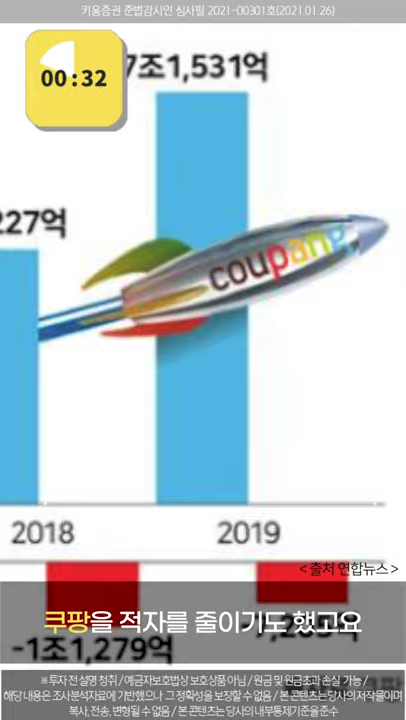 키움증권 준법감시인 심사필 2021-00301호(2021.01.26)
00:32
7조1,531억
227억
coupang
2018
2019
<출처 연합뉴스>
쿠팡을 적자를 줄이기도 했고요
-1조1,279억
※투자 전 설명 청취 / 예금자보호법상 보호상품 아님 / 원금 및 원금초과 손실 가능 /
해당 내용은 조사분석자료에 기반했으나 그 정확성을 보장할 수 없음 / 본 콘텐츠는 당사의 저작물이며
복사, 전송, 변형될 수 없음 / 본 콘텐츠는 당사의 내부통제기준을 준수